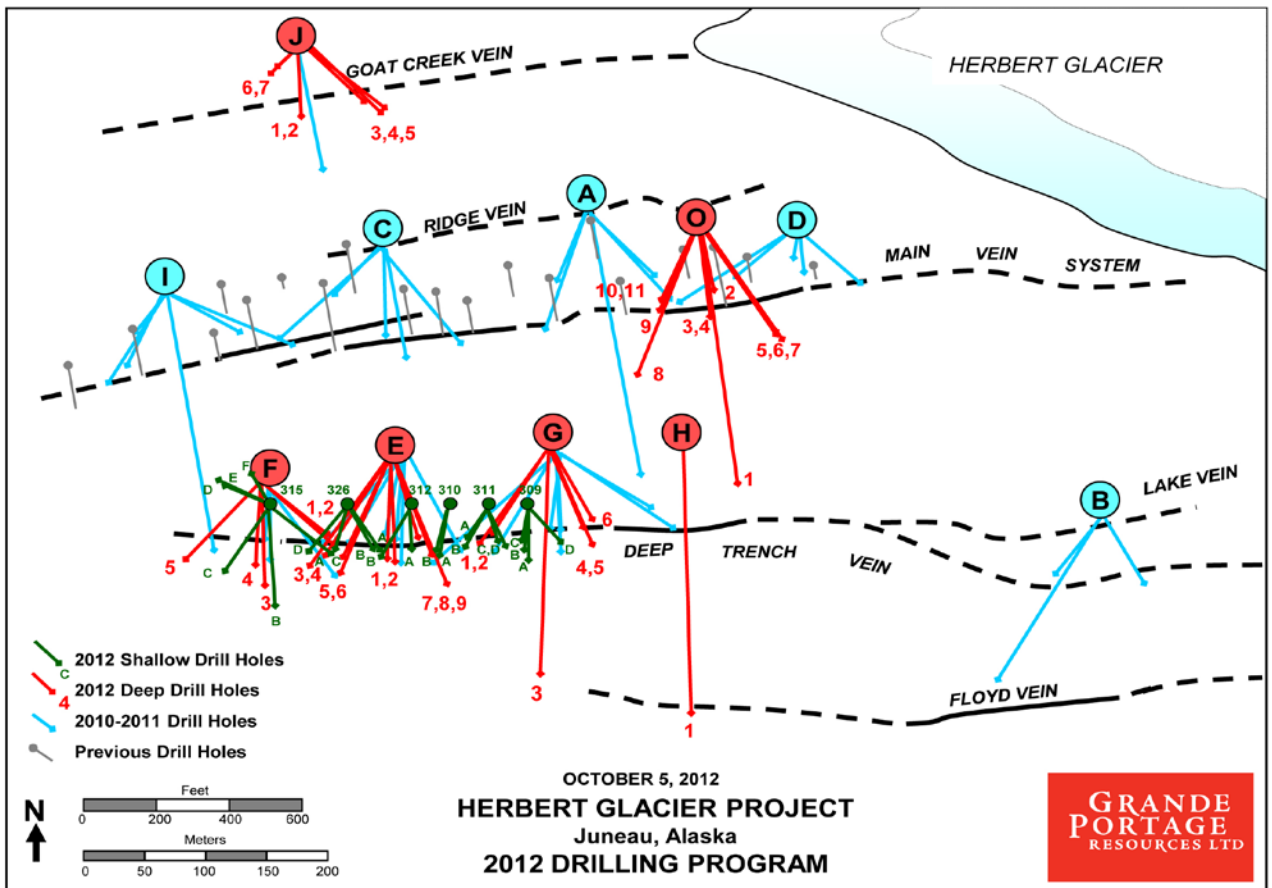 J
GOAT CREEK VEIN
HERBERT GLACIER
6,7
1,2
3,4,5
A
RIDGE VEIN
C
O
D
I
MAIN VEIN SYSTEM
10,11
2
9
3,4
5,6,7
8
G
H
E
F
1
F
E
D
315
1,2
326
312
310
311
309
B
LAKE VEIN
6
A
A
DEEP TRENCH VEIN
D
A
C
B
B
A
B
A
B
C,D
C
B
A
D
5
C
4
3
B
3,4
5,6
1,2
7,8,9
1,2
4,5
3
1
FLOYD VEIN
2012 Shallow Drill Holes
C
2012 Deep Drill Holes
4
2010-2011 Drill Holes
Previous Drill Holes
N
Feet
0 200 400 600
Meters
0 50 100 150 200
OCTOBER 5, 2012
HERBERT GLACIER PROJECT
Juneau, Alaska
2012 DRILLING PROGRAM
GRANDE
PORTAGE
RESOURCES LTD